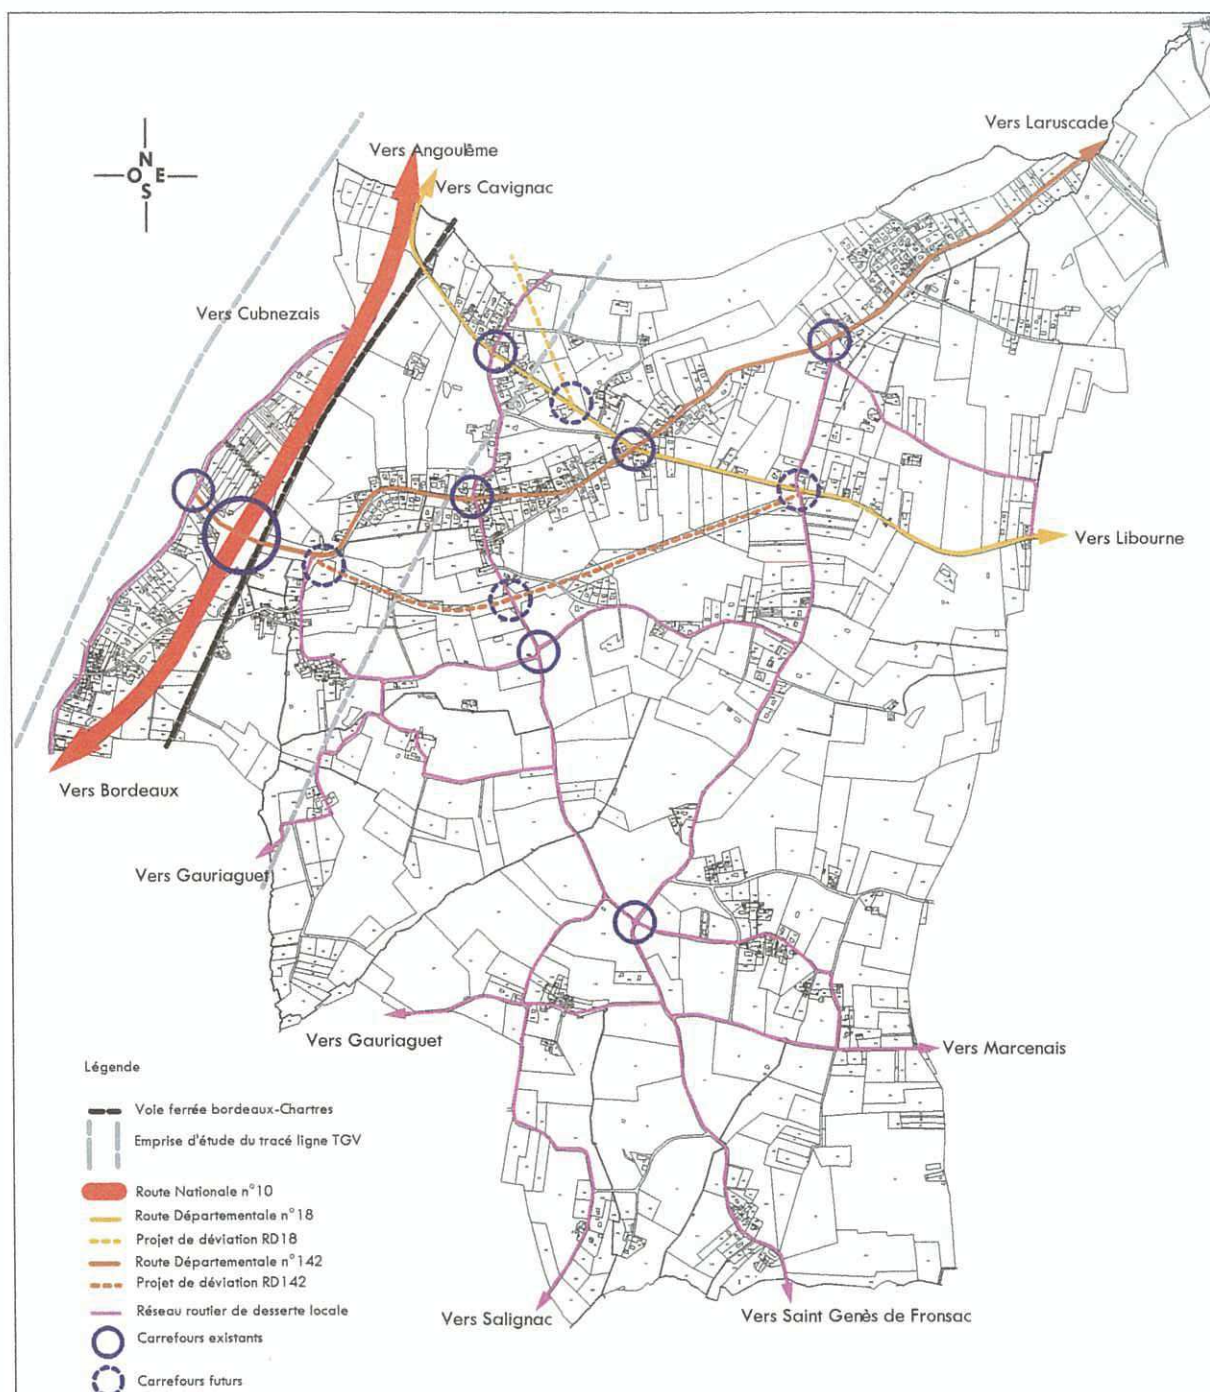 Vers Laruscade
Vers Angoulême
N
O E
S
Vers Cavignac
Vers Cubnezais
Vers Libourne
Vers Bordeaux
Vers Gauriaguet
Vers Gauriaguet
Vers Marcenais
Légende
Voie ferrée bordeaux-Chartres
Emprise d'étude du tracé ligne TGV
Route Nationale n°10
Route Départementale n°18
Projet de déviation RD18
Route Départementale n°142
Projet de déviation RD142
Réseau routier de desserte locale
Vers Salignac
Vers Saint Genès de Fronsac
Carrefours existants
Carrefours futurs